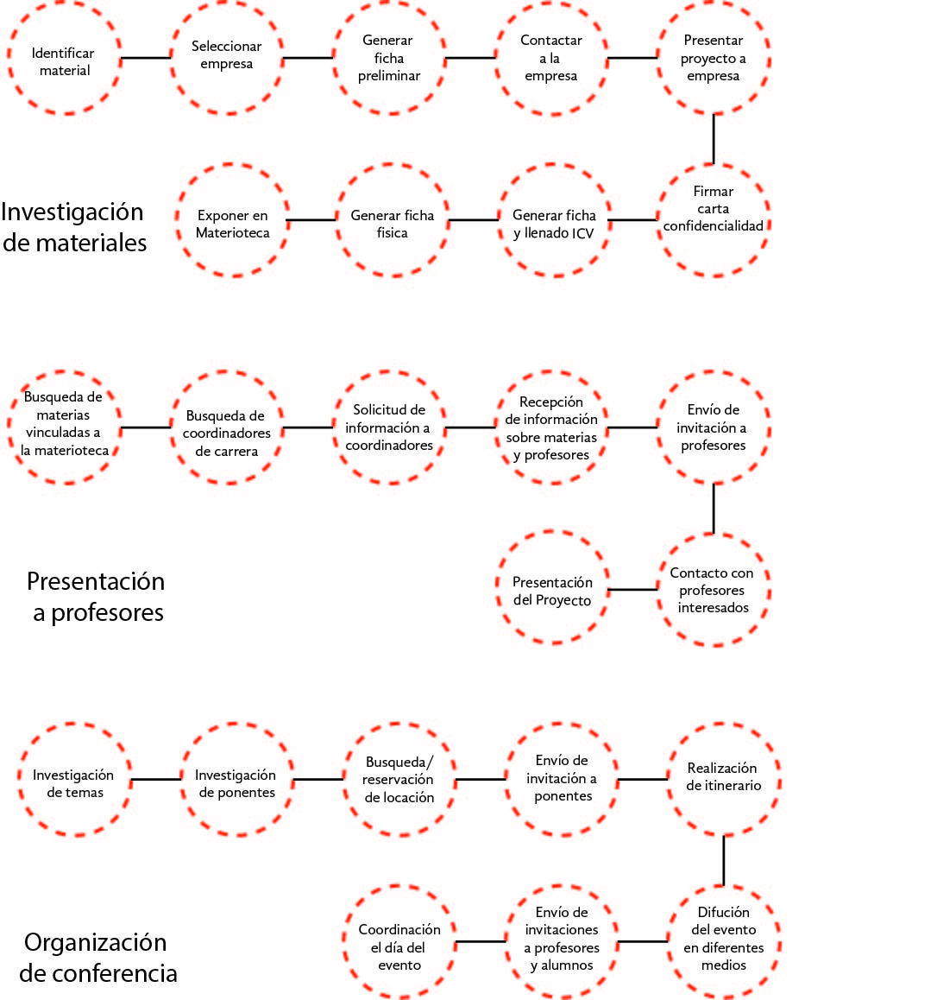 Identificar
material
Seleccionar
empresa
Generar
ficha
preliminar
Contactar
a la
empresa
Presentar
proyecto a
empresa
Investigación
de materiales
Exponer en
Materioteca
Generar ficha
física
Generar ficha
y llenado ICV
Firmar
carta
confidencialidad
Busqueda de
materias
vinculadas a
la materioteca
Busqueda de
coordinadores
de carrera
Solicitud de
información a
coordinadores
Recepción
de información
sobre materias
y profesores
Envío de
invitación a
profesores
Presentación
a profesores
Presentación
del Proyecto
Contacto con
profesores
interesados
Investigación
de temas
Investigación
de ponentes
Busqueda/
reservación
de locación
Envío de
invitación a
ponentes
Realización
de itinerario
Organización
de conferencia
Coordinación
el día del
evento
Envío de
invitaciones
a profesores
y alumnos
Difución
del evento
en diferentes
medios